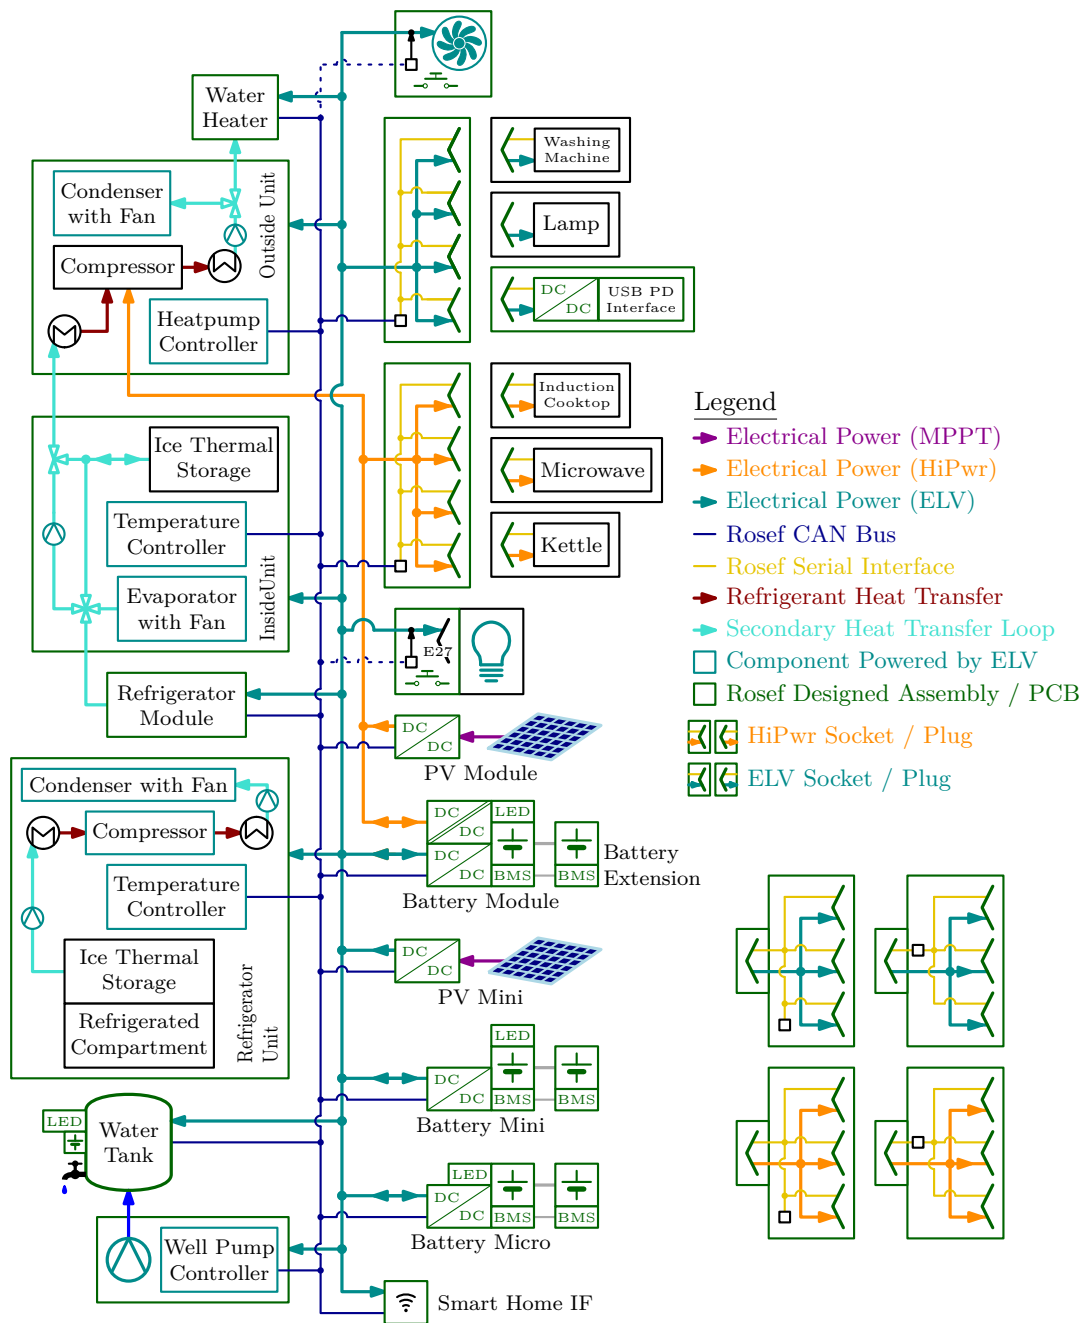 Water
Heater
Condenser
with Fan
Outside Unit
Compressor
Heatpump
Controller
Washing
Machine
Lamp
DC
DC
USB PD
Interface
Ice Thermal
Storage
Temperature
Controller
Evaporator
with Fan
InsideUnit
Induction
Cooktop
Microwave
Kettle
E27
Refrigerator
Module
DC
DC
PV Module
Condenser with Fan
Compressor
Temperature
Controller
Ice Thermal
Storage
Refrigerated
Compartment
Refrigerator
Unit
DC
DC
LED
DC
DC
BMS
BMS
Battery
Extension
Battery Module
DC
DC
PV Mini
LED
DC
DC
BMS
BMS
Battery Mini
LED
Water
Tank
LED
DC
DC
BMS
BMS
Battery Micro
Well Pump
Controller
Smart Home IF
Legend
Electrical Power (MPPT)
Electrical Power (HiPwr)
Electrical Power (ELV)
Rosef CAN Bus
Rosef Serial Interface
Refrigerant Heat Transfer
Secondary Heat Transfer Loop
Component Powered by ELV
Rosef Designed Assembly / PCB
HiPwr Socket / Plug
ELV Socket / Plug